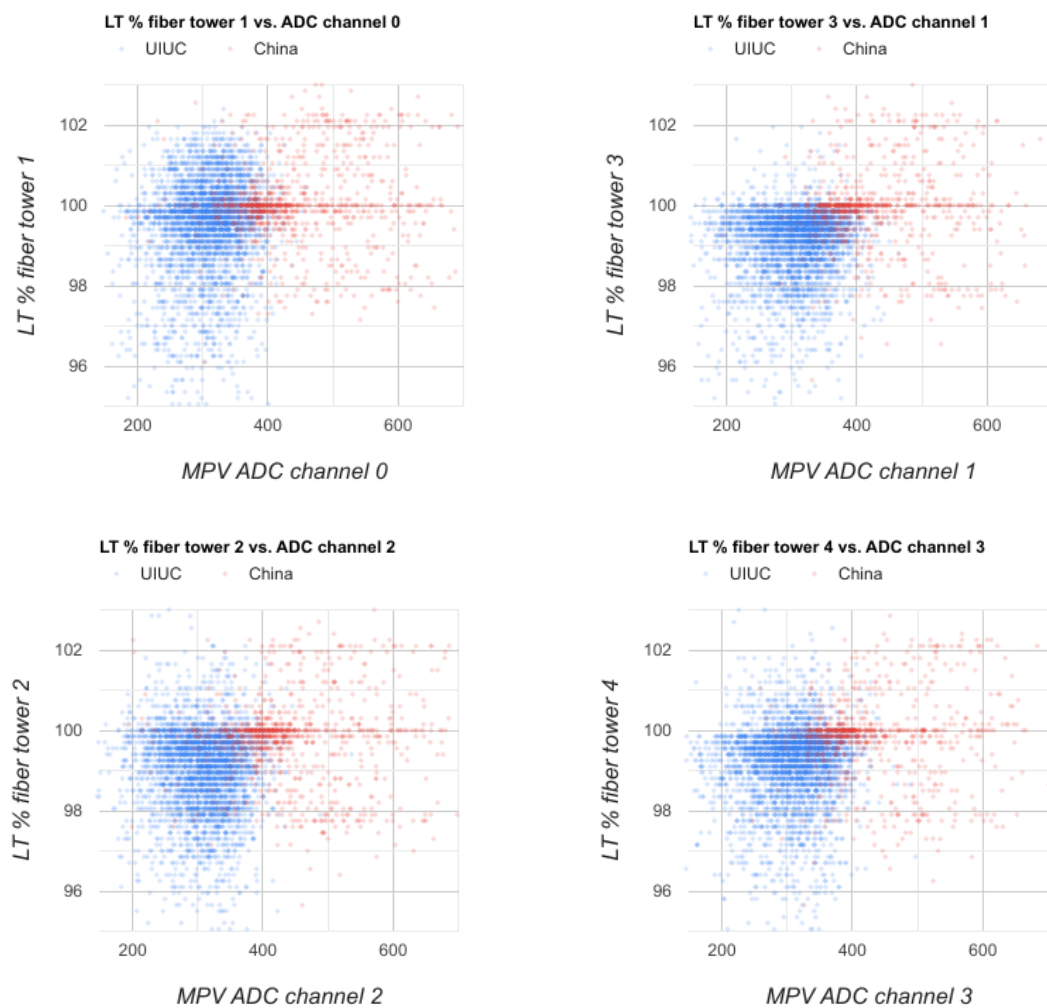 LT % fiber tower 1 vs. ADC channel 0
UIUC China
LT % fiber tower 1
102
100
98
96
200 400 600
MPV ADC channel 0
LT % fiber tower 3 vs. ADC channel 1
UIUC China
LT % fiber tower 3
102
100
98
96
200 400 600
MPV ADC channel 1
LT % fiber tower 2 vs. ADC channel 2
UIUC China
LT % fiber tower 2
102
100
98
96
200 400 600
MPV ADC channel 2
LT % fiber tower 4 vs. ADC channel 3
UIUC China
LT % fiber tower 4
102
100
98
96
200 400 600
MPV ADC channel 3